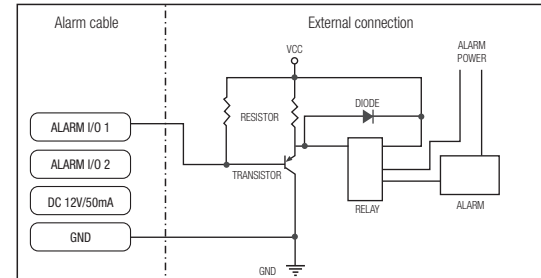 Alarm cable
External connection
VCC
ALARM
POWER
DIODE
RESISTOR
ALARM I/O 1
ALARM I/O 2
TRANSISTOR
DC 12V/50mA
RELAY
ALARM
GND
GND